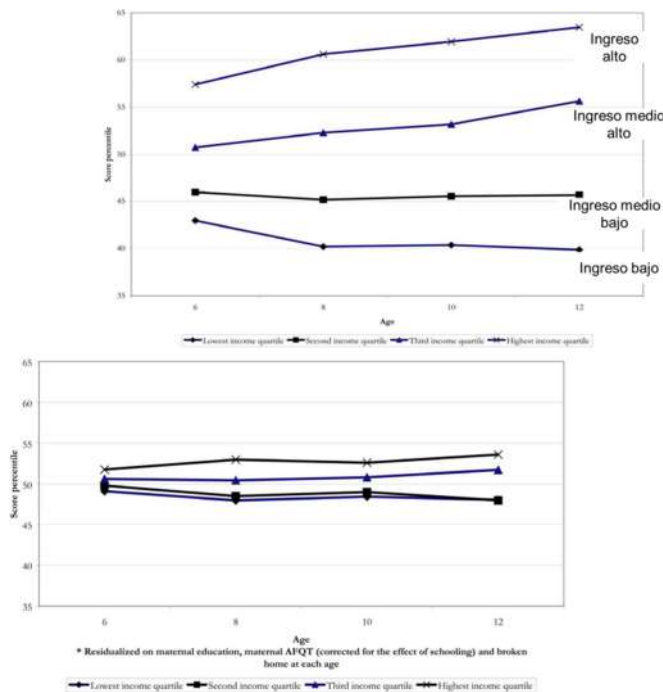 65
60
55
50
45
40
35
Score percentile
6 8 10 12
Age
Ingreso
alto
Ingreso medio
alto
Ingreso medio
bajo
Ingreso bajo
Lowest income quartile Second income quartile Third income quartile Highest income quartile
65
60
55
50
45
40
35
Score percentile
6 8 10 12
Age
* Residualized on maternal education, maternal AFQT (corrected for the effect of schooling) and broken
home at each age
Lowest income quartile Second income quartile Third income quartile Highest income quartile